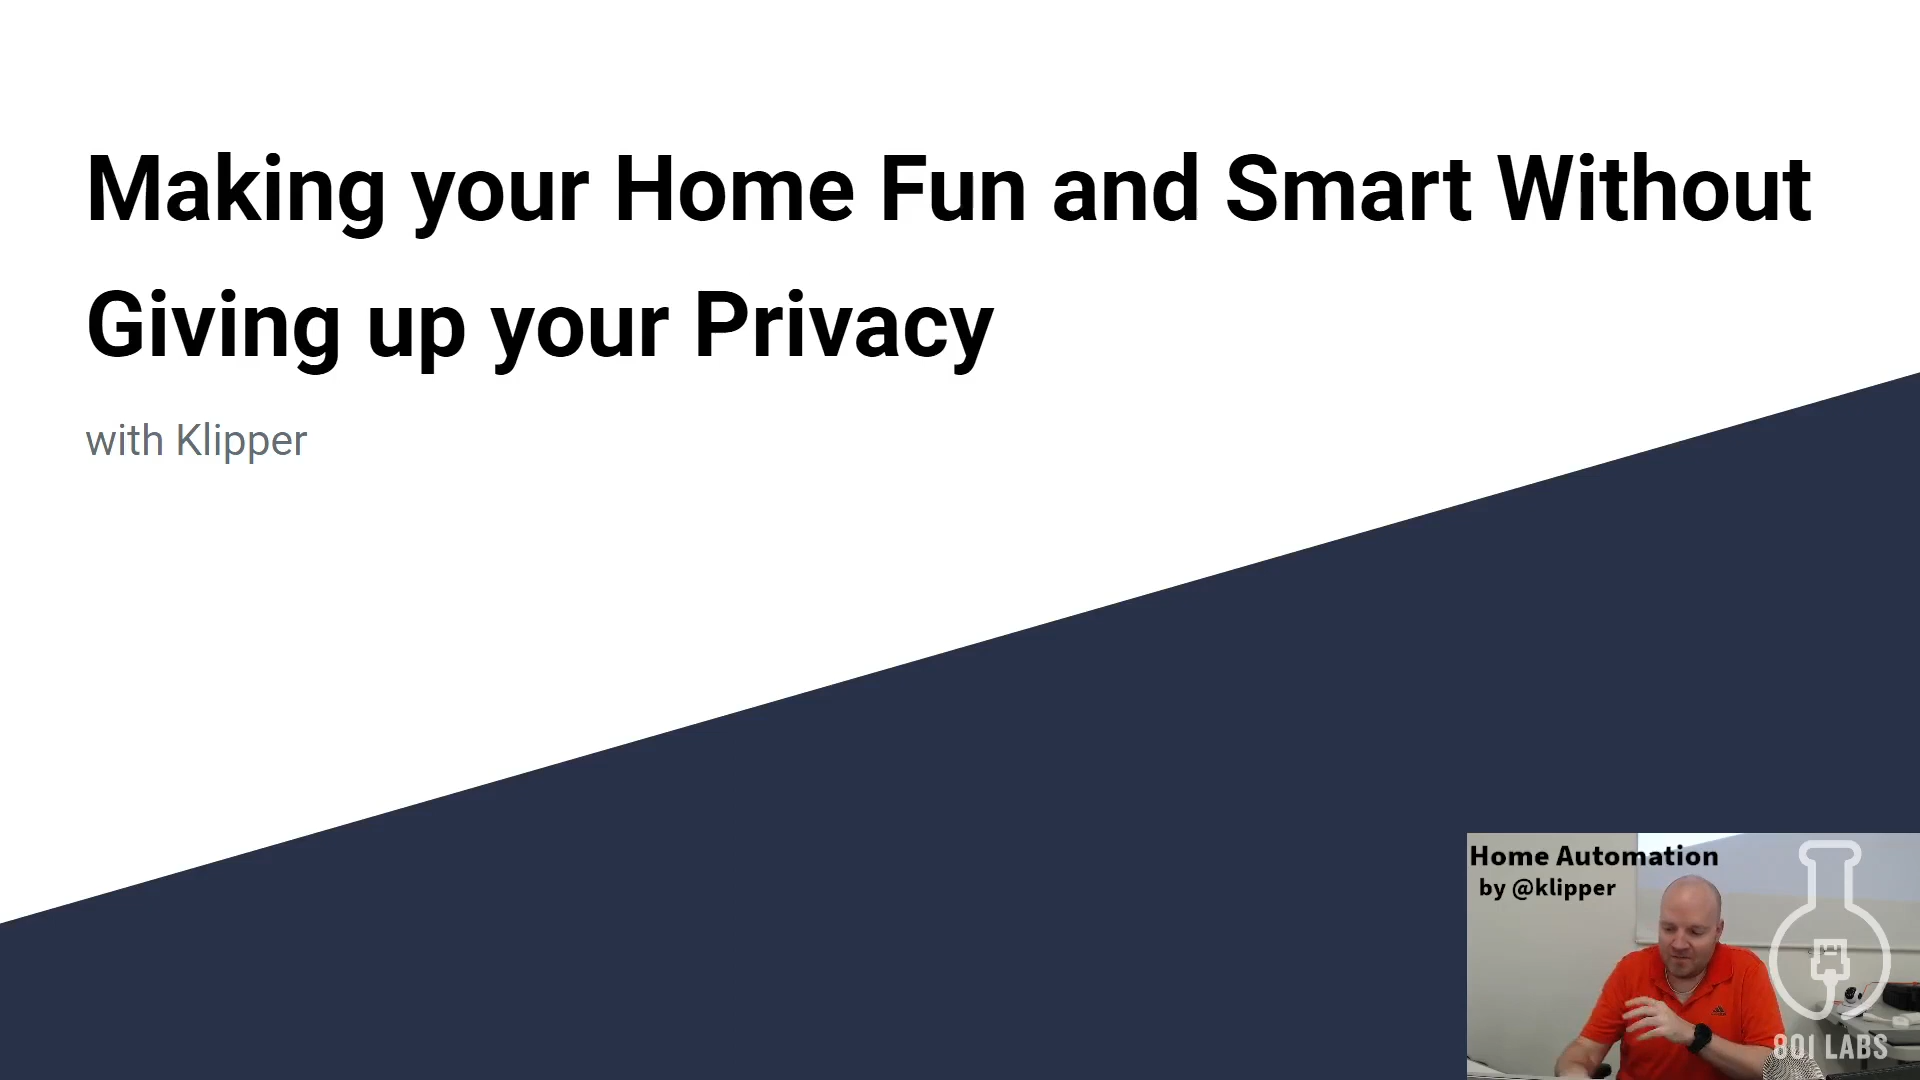 Making your Home Fun and Smart Without
Giving up your Privacy
with Klipper
Home Automation
by @klipper
801 LABS